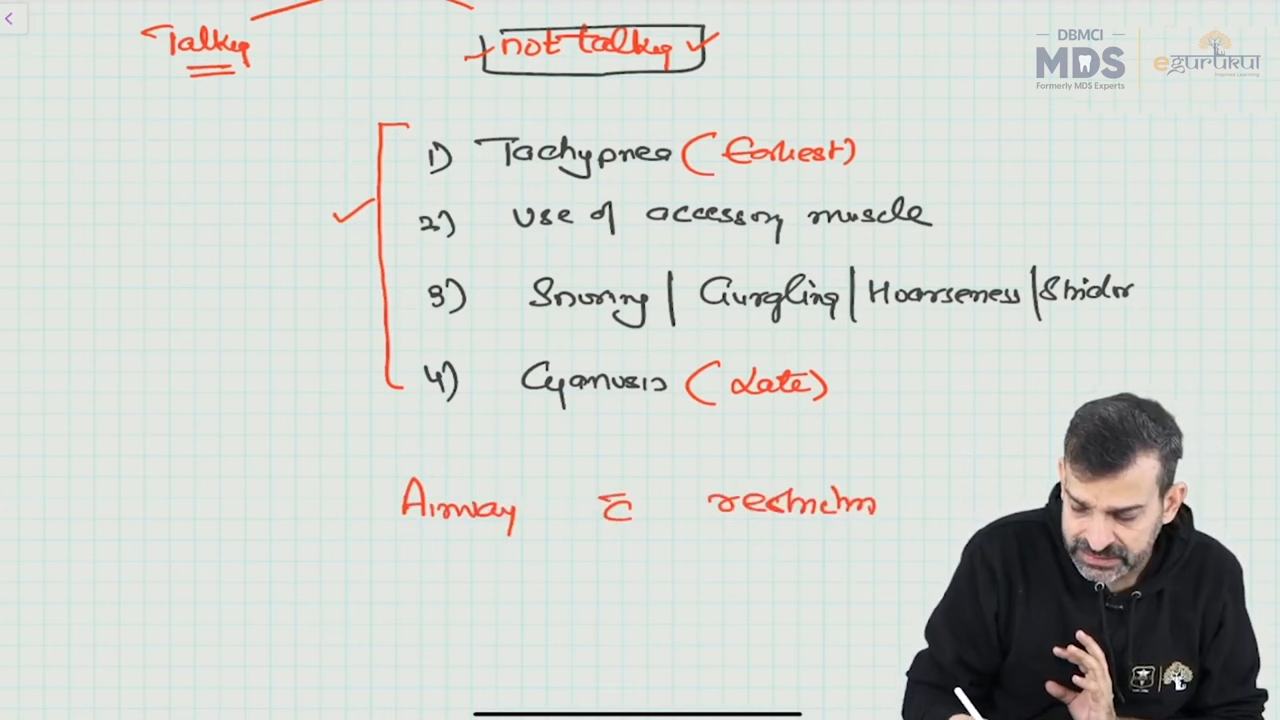 Talking
not talking
DBMCI
MDS
Formerly MDS Experts
egurukul
1) Tachypnea (Earliest)
2) use of accessory muscle
3) Snoring | Gurgling | Hoarseness | Stridor
4) Cyanosis (Late)
Airway c̄ restriction